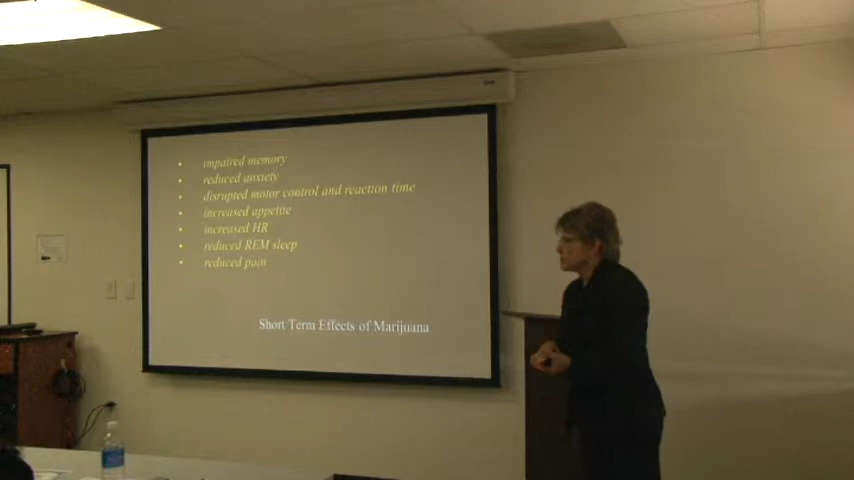 • impaired memory
• reduced anxiety
• disrupted motor control and reaction time
• increased appetite
• increased HR
• reduced REM sleep
• reduced pain
Short Term Effects of Marijuana